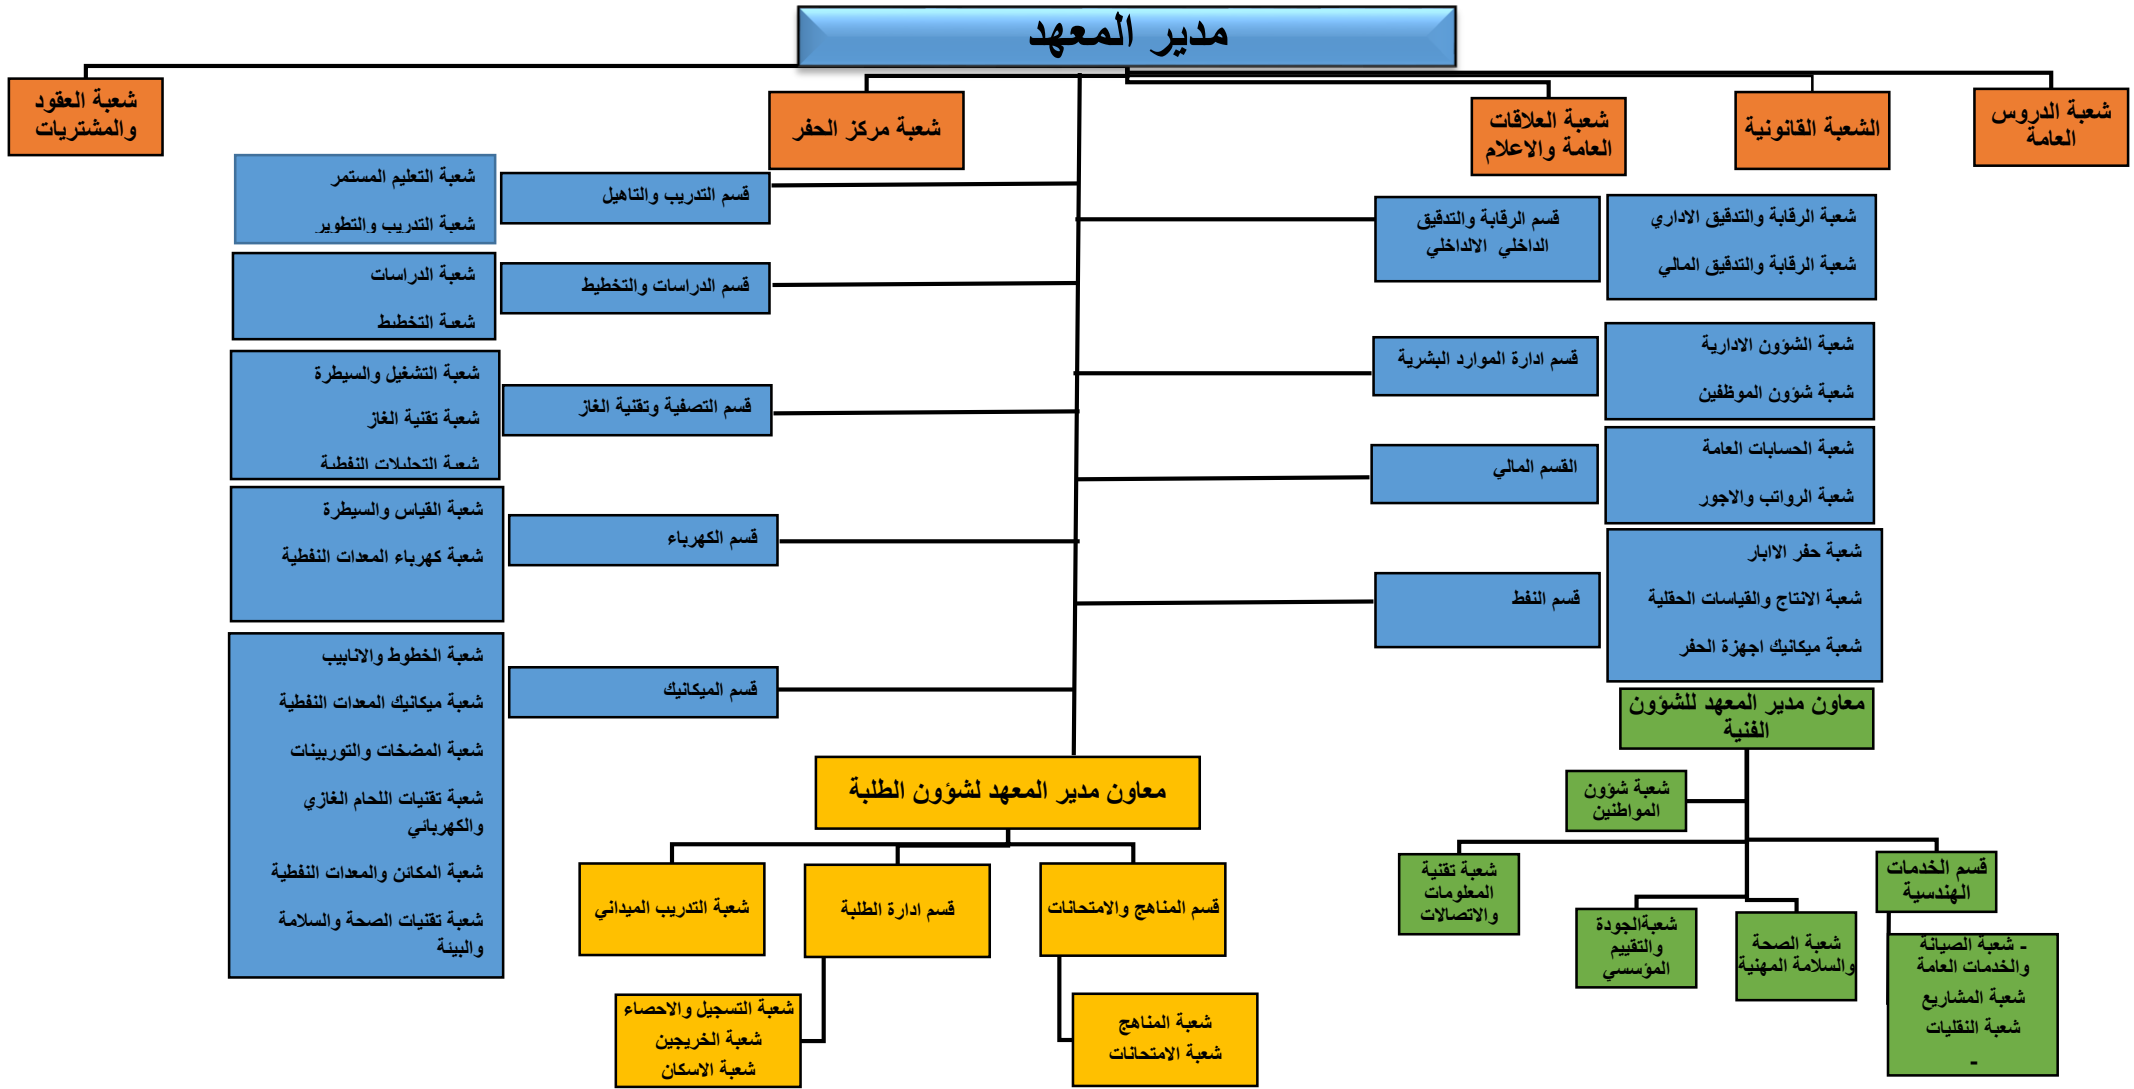 مدير المعهد
شعبة الدروس
العامة
الشعبة القانونية
شعبة العلاقات
العامة والاعلام
شعبة مركز الحفر
شعبة العقود
والمشتريات
قسم الرقابة والتدقيق
الداخلي الالداخلي
شعبة الرقابة والتدقيق الاداري
شعبة الرقابة والتدقيق المالي
قسم ادارة الموارد البشرية
شعبة الشؤون الادارية
شعبة شؤون الموظفين
القسم المالي
شعبة الحسابات العامة
شعبة الرواتب والاجور
قسم النفط
شعبة حفر الاابار
شعبة الانتاج والقياسات الحقلية
شعبة ميكانيك اجهزة الحفر
قسم التدريب والتاهيل
شعبة التعليم المستمر
شعبة التدريب والتطوير
قسم الدراسات والتخطيط
شعبة الدراسات
شعبة التخطيط
قسم التصفية وتقنية الغاز
شعبة التشغيل والسيطرة
شعبة تقنية الغاز
شعبة التحليلات النفطية
قسم الكهرباء
شعبة القياس والسيطرة
شعبة كهرباء المعدات النفطية
قسم الميكانيك
شعبة الخطوط والانابيب
شعبة ميكانيك المعدات النفطية
شعبة المضخات والتوربينات
شعبة تقنيات اللحام الغازي
والكهربائي
شعبة المكائن والمعدات النفطية
شعبة تقنيات الصحة والسلامة
والبيئة
معاون مدير المعهد للشؤون
الفنية
شعبة شؤون
المواطنين
قسم الخدمات
الهندسية
- شعبة الصيانة
والخدمات العامة
شعبة المشاريع
شعبة النقليات
-
شعبة الصحة
والسلامة المهنية
شعبةالجودة
والتقييم
المؤسسي
شعبة تقنية
المعلومات
والاتصالات
معاون مدير المعهد لشؤون الطلبة
قسم المناهج والامتحانات
شعبة المناهج
شعبة الامتحانات
قسم ادارة الطلبة
شعبة التسجيل والاحصاء
شعبة الخريجين
شعبة الاسكان
شعبة التدريب الميداني